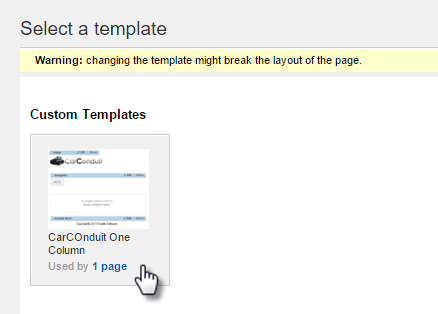 Select a template
Warning: changing the template might break the layout of the page.
Custom Templates
CarConduit
CarCOnduit One
Column
Used by 1 page